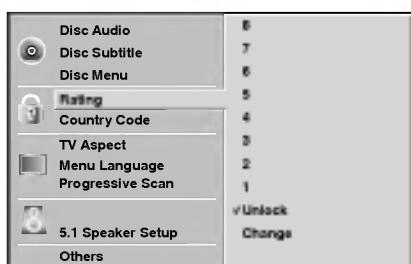 Disc Audio
Disc Subtitle
Disc Menu
Rating
Country Code
TV Aspect
Menu Language
Progressive Scan
5.1 Speaker Setup
Others
8
7
6
5
4
3
2
1
√Unlock
Change